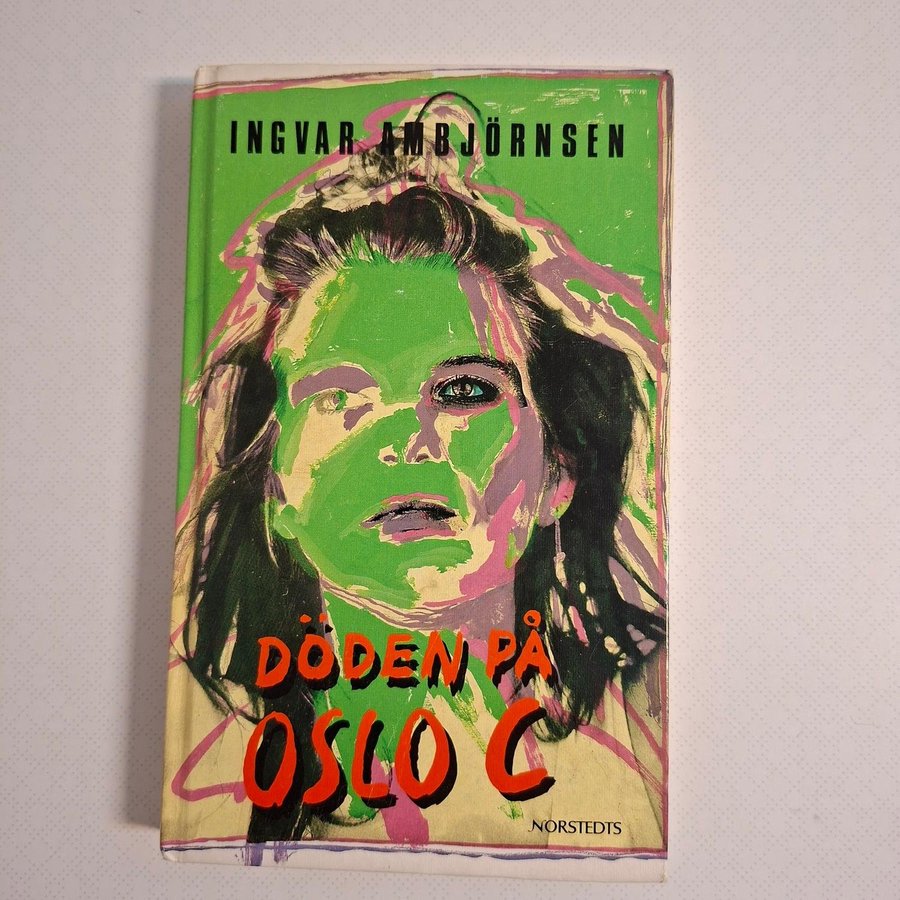 INGVAR AMBJÖRNSEN
DÖDEN PÅ
OSLO C
NORSTEDTS